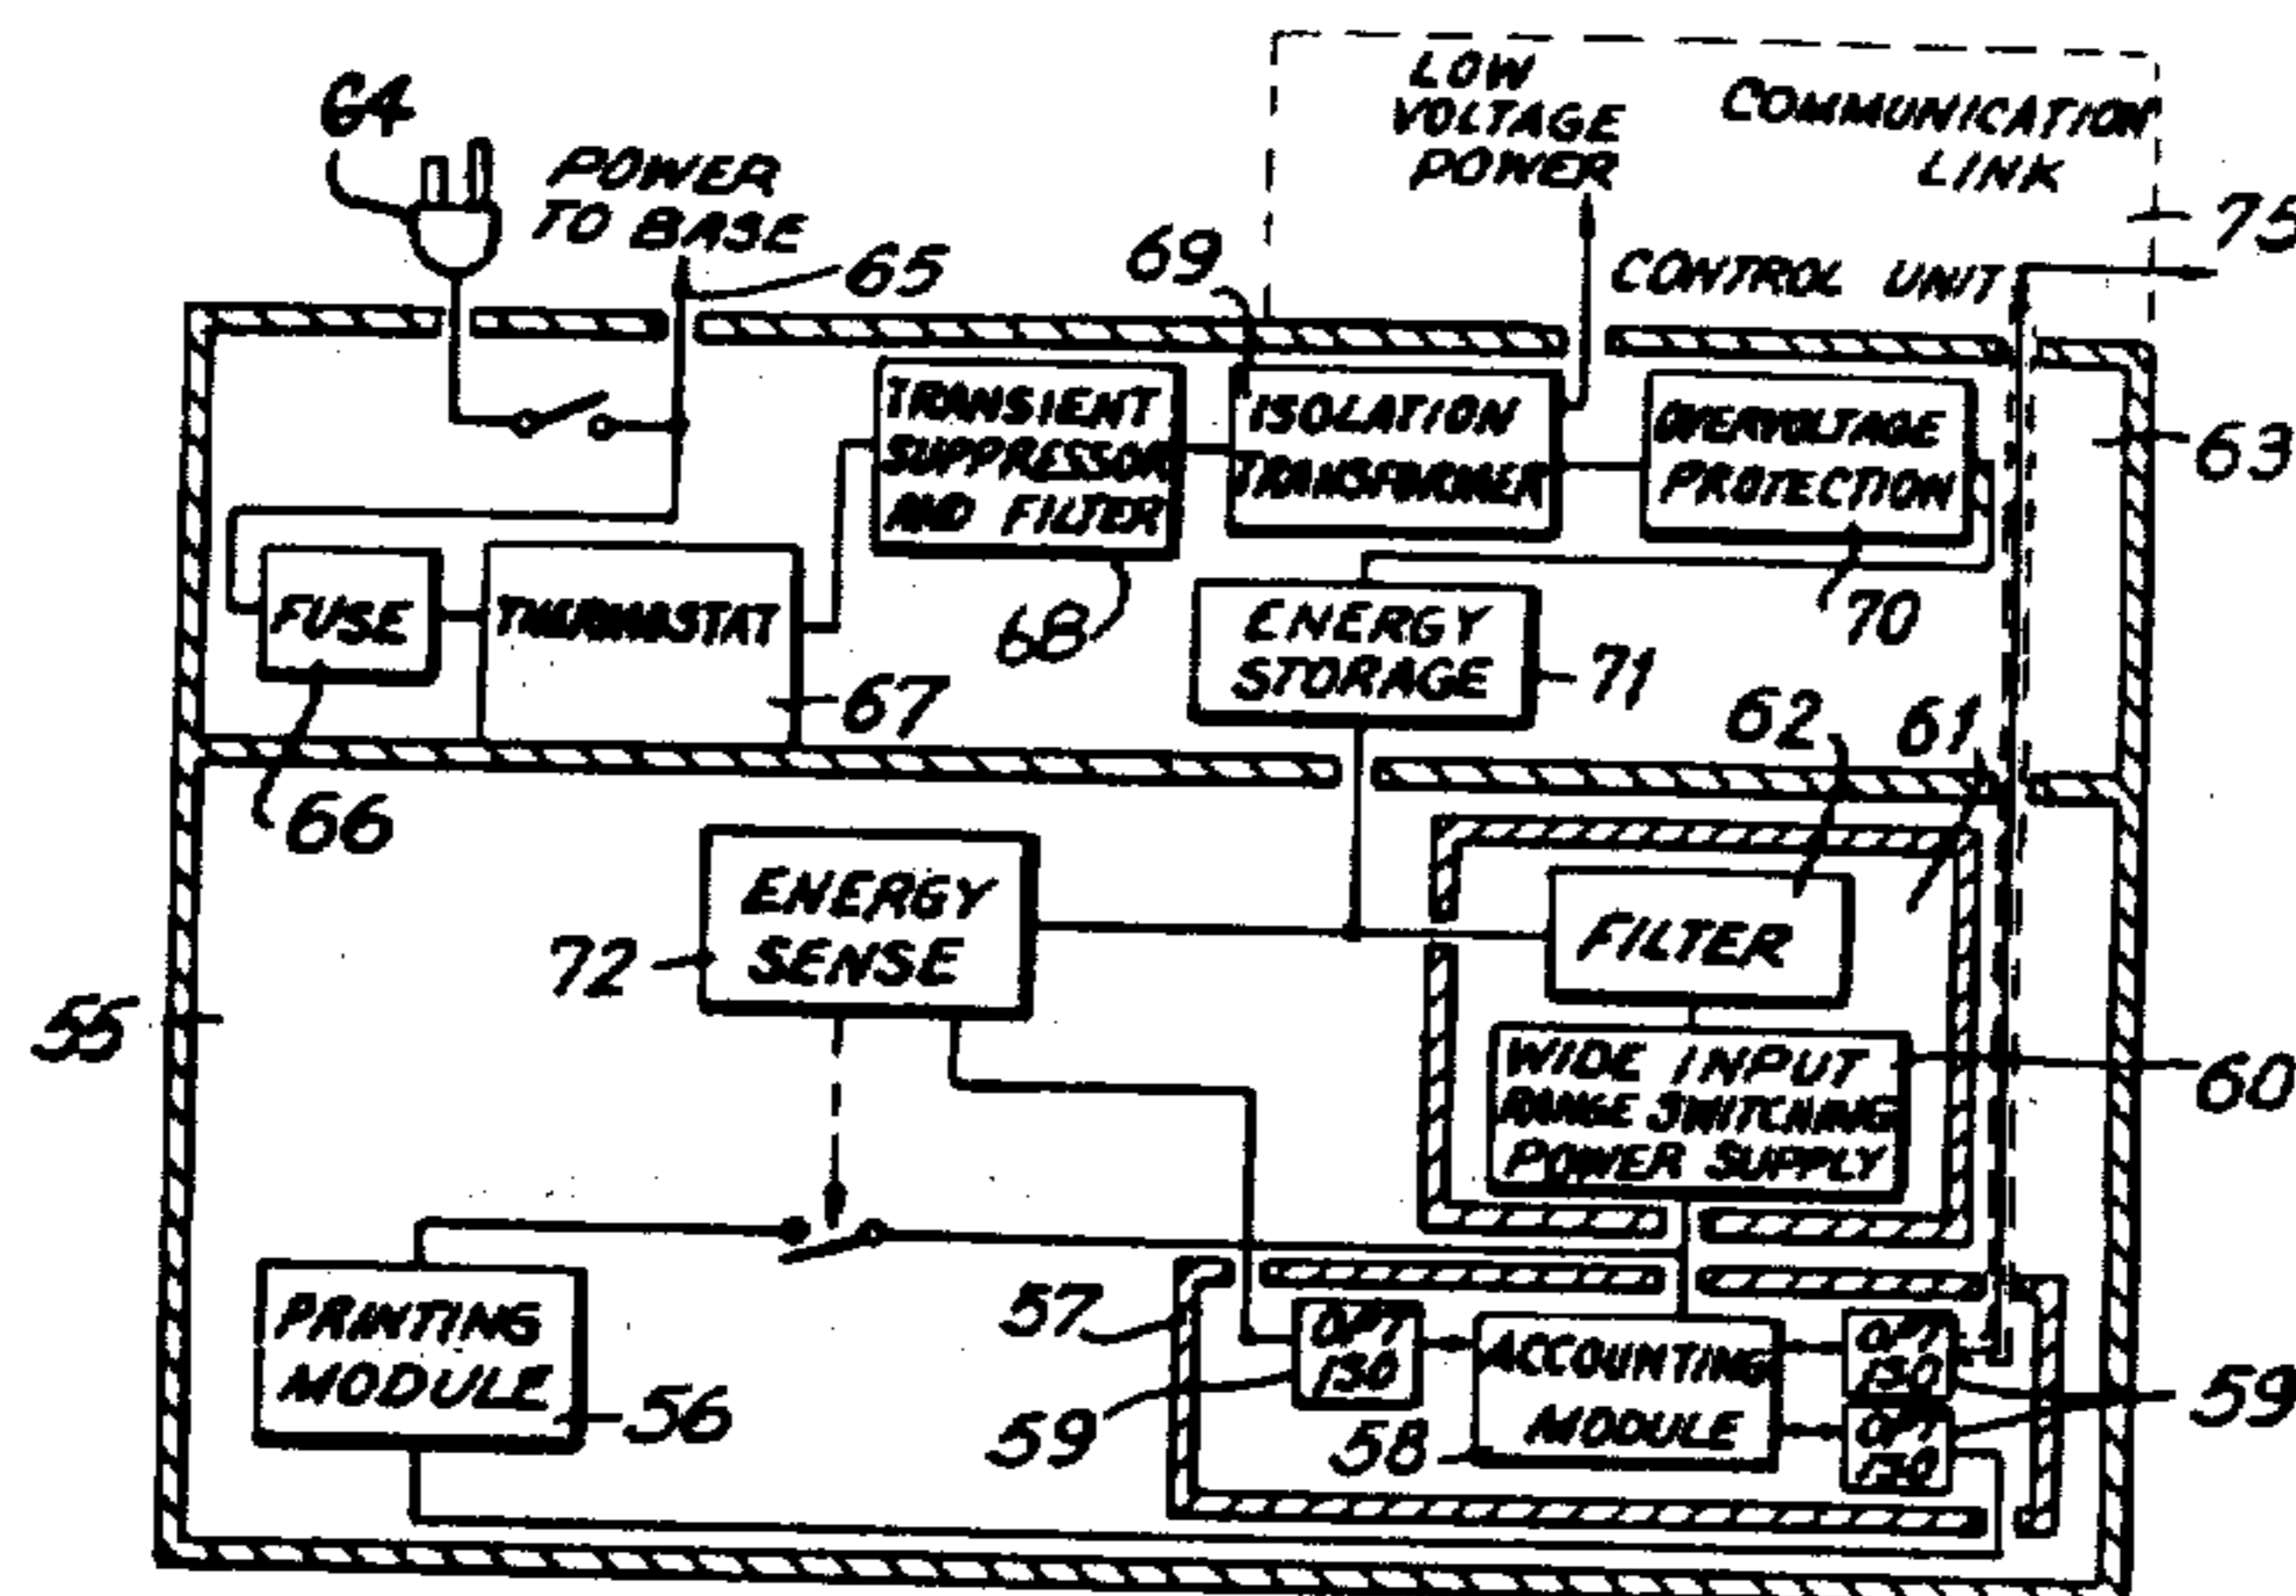 64
POWER
TO BASE
65
LOW
VOLTAGE
POWER
COMMUNICATION
LINK
75
69
CONTROL UNIT
TRANSIENT
SUPPRESSOR
AND FILTER
68
ISOLATION
TRANSFORMER
OVERVOLTAGE
PROTECTION
70
63
FUSE
66
THERMOSTAT
67
ENERGY
STORAGE
71
62
61
ENERGY
SENSE
72
FILTER
55
WIDE INPUT
RANGE SWITCHING
POWER SUPPLY
60
PRINTING
MODULE
56
57
OPT
ISO
59
ACCOUNTING
MODULE
58
OPT
ISO
OPT
ISO
59